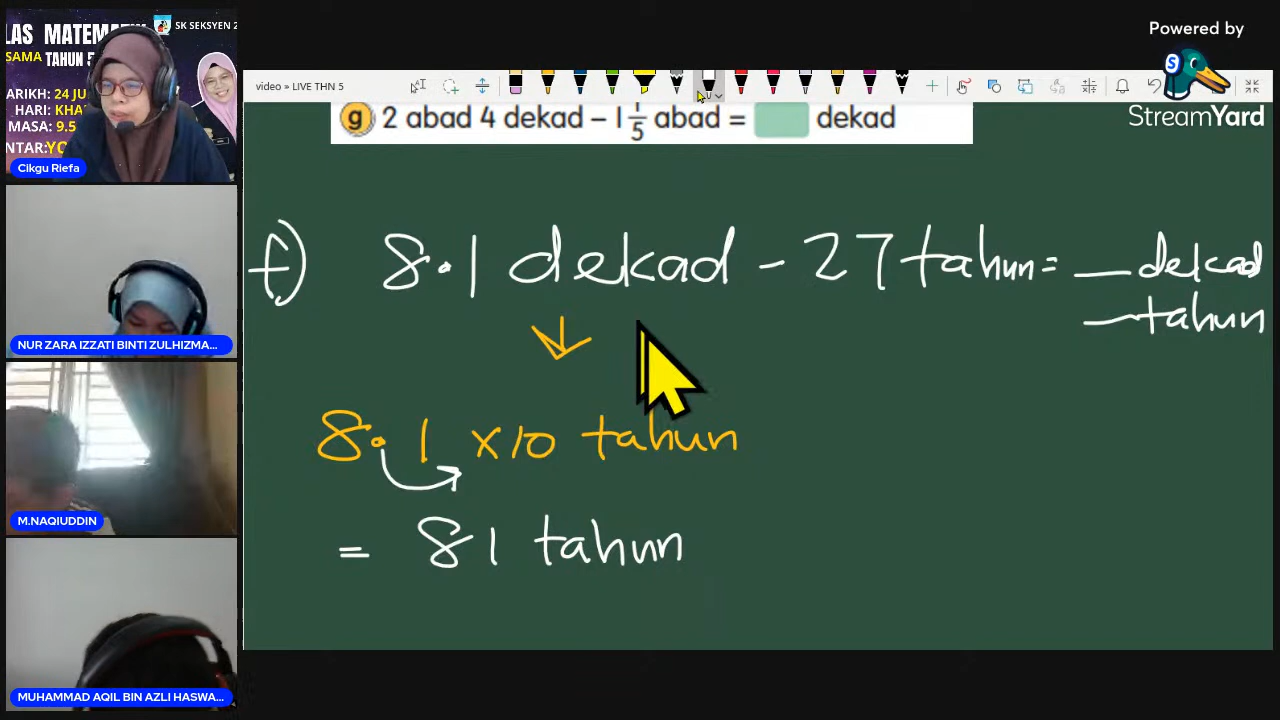 LAS MATEMATIK
SK SEKSYEN 2
SAMA TAHUN 5
ARIKH: 24 JU
HARI: KHA
MASA: 9.5
NTAR:YO
Cikgu Riefa
NUR ZARA IZZATI BINTI ZULHIZMA...
M.NAQIUDDIN
MUHAMMAD AQIL BIN AZLI HASWA...
Powered by
StreamYard
video » LIVE THN 5
g 2 abad 4 dekad – 1 1/5 abad = dekad
f) 8.1 dekad - 27 tahun = __ dekad
__ tahun
8.1 x10 tahun
= 81 tahun